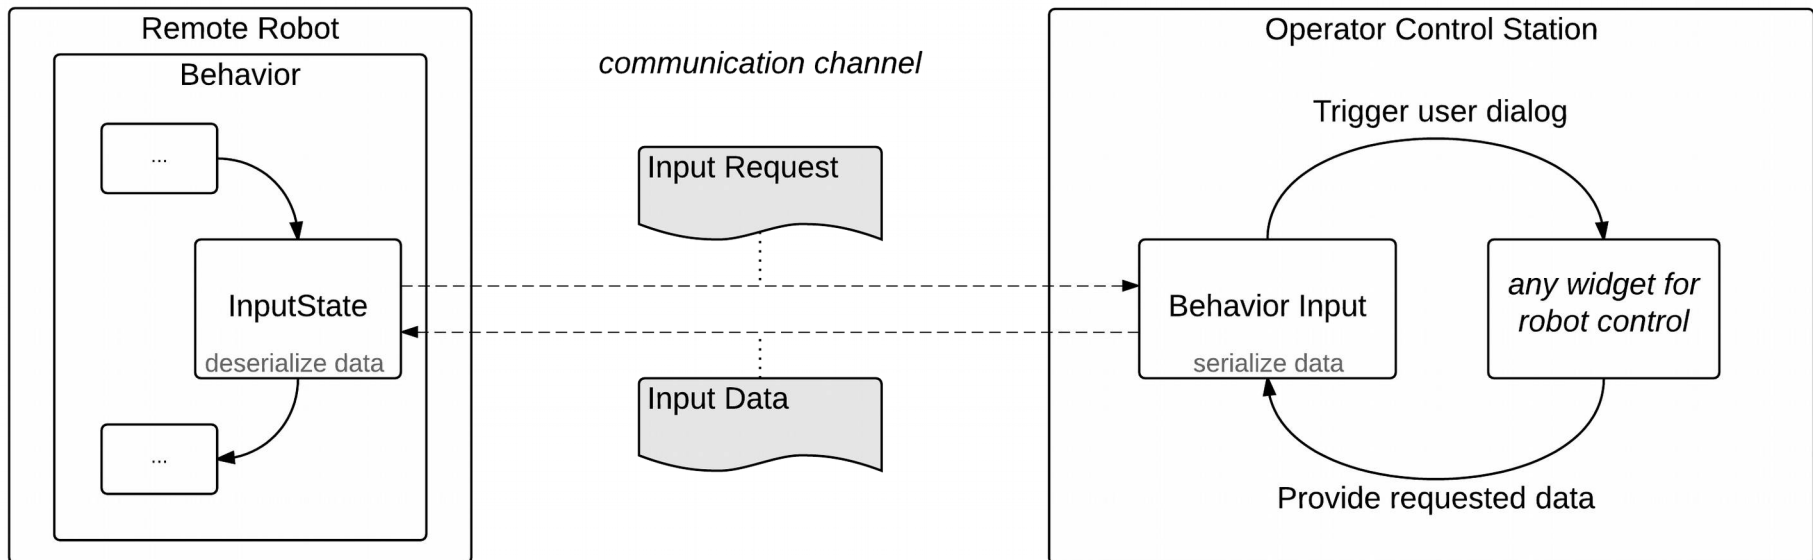 Remote Robot
Behavior
...
InputState
deserialize data
...
communication channel
Input Request
Input Data
Operator Control Station
Trigger user dialog
Behavior Input
serialize data
any widget for
robot control
Provide requested data